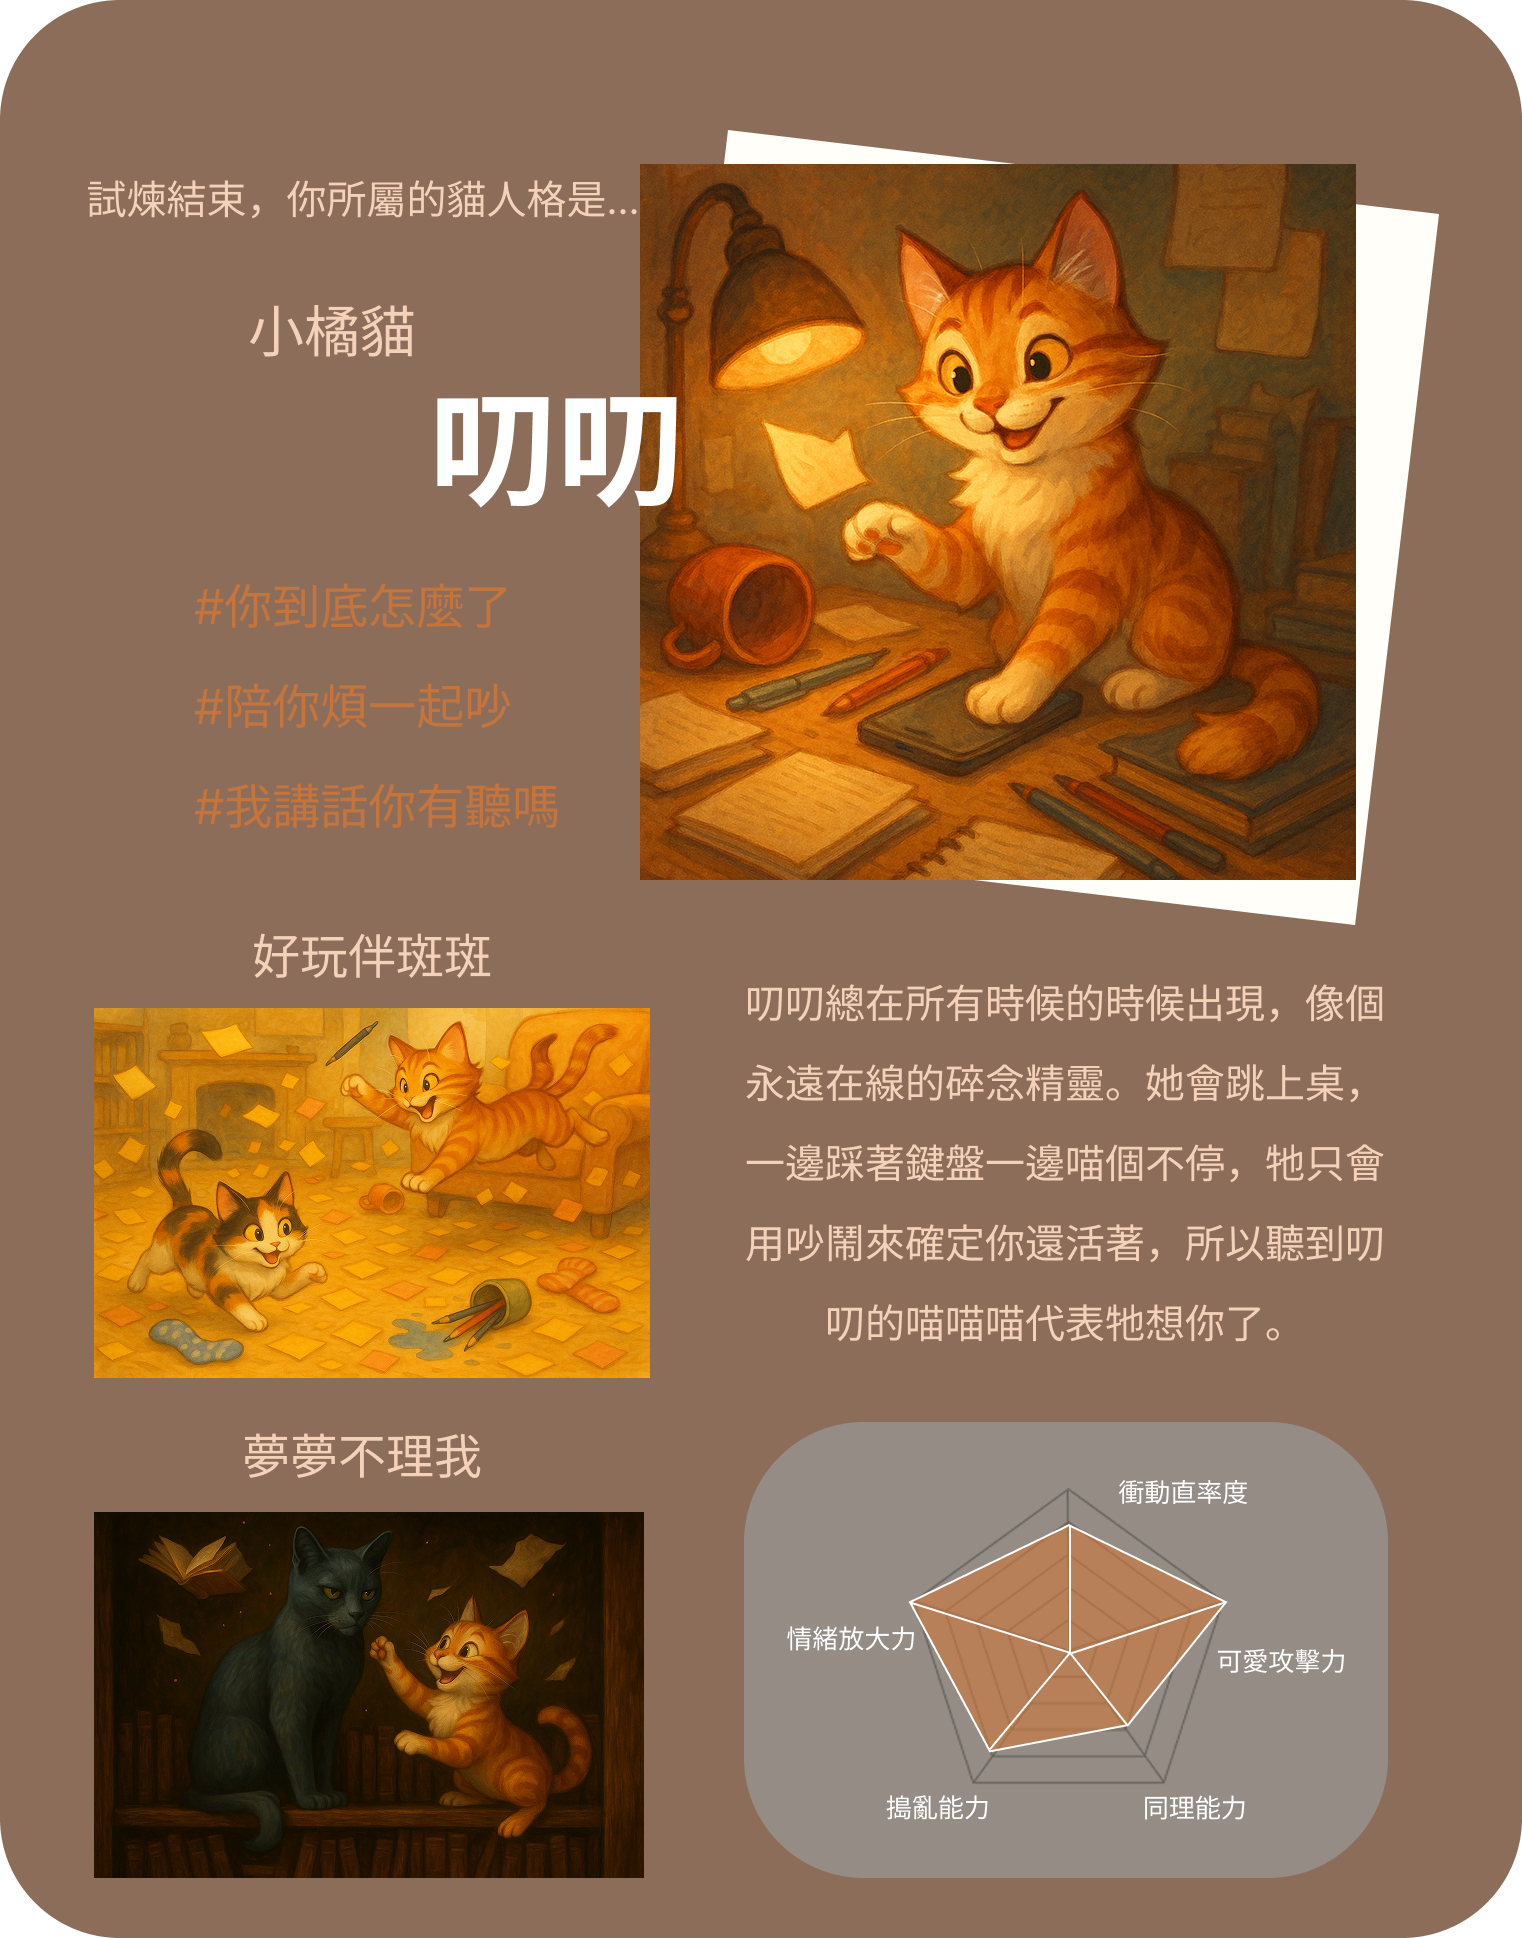 試煉結束，你所屬的貓人格是...
小橘貓
叨叨
#你到底怎麼了
#陪你煩一起吵
#我講話你有聽嗎
好玩伴斑斑
叨叨總在所有時候的時候出現，像個
永遠在線的碎念精靈。她會跳上桌，
一邊踩著鍵盤一邊喵個不停，牠只會
用吵鬧來確定你還活著，所以聽到叨
叨的喵喵喵代表牠想你了。
夢夢不理我
衝動直率度
情緒放大力
可愛攻擊力
搗亂能力
同理能力